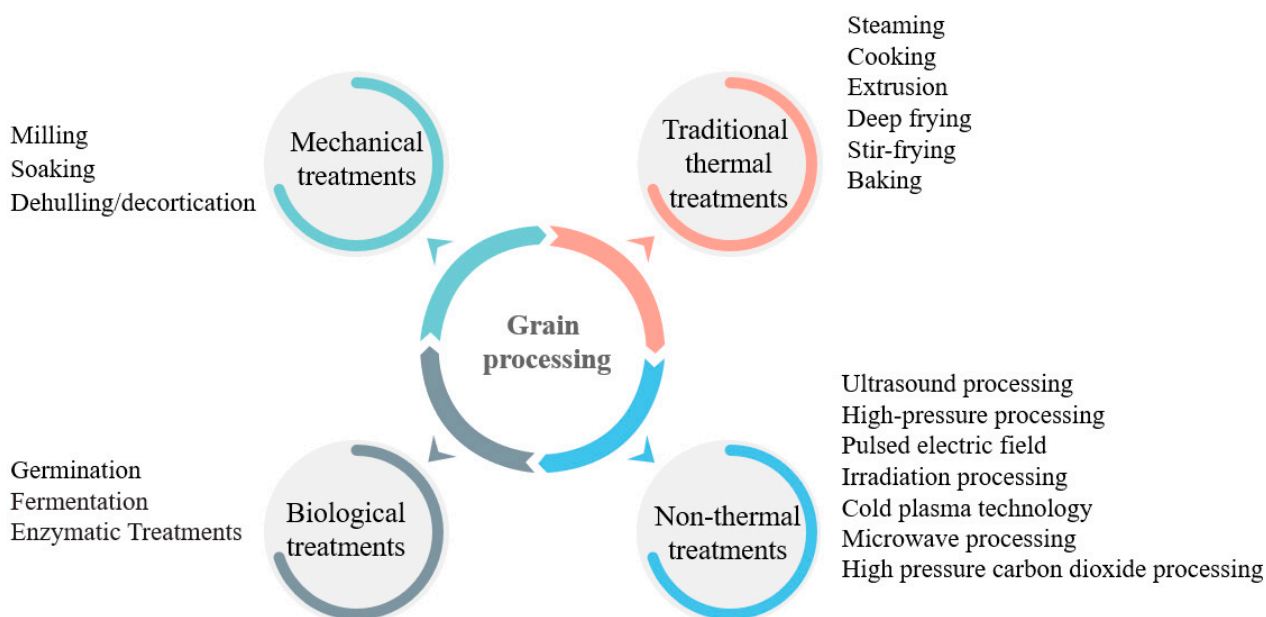 Mechanical
treatments
Milling
Soaking
Dehulling/decortication
Traditional
thermal
treatments
Steaming
Cooking
Extrusion
Deep frying
Stir-frying
Baking
Grain
processing
Biological
treatments
Germination
Fermentation
Enzymatic Treatments
Non-thermal
treatments
Ultrasound processing
High-pressure processing
Pulsed electric field
Irradiation processing
Cold plasma technology
Microwave processing
High pressure carbon dioxide processing